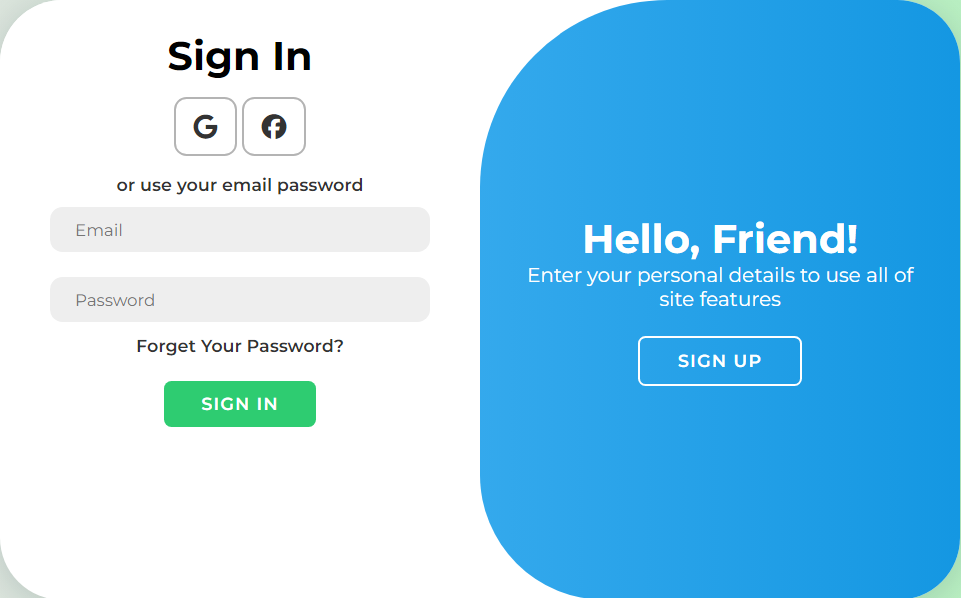 Sign In
or use your email password
Email
Password
Forget Your Password?
SIGN IN
Hello, Friend!
Enter your personal details to use all of
site features
SIGN UP